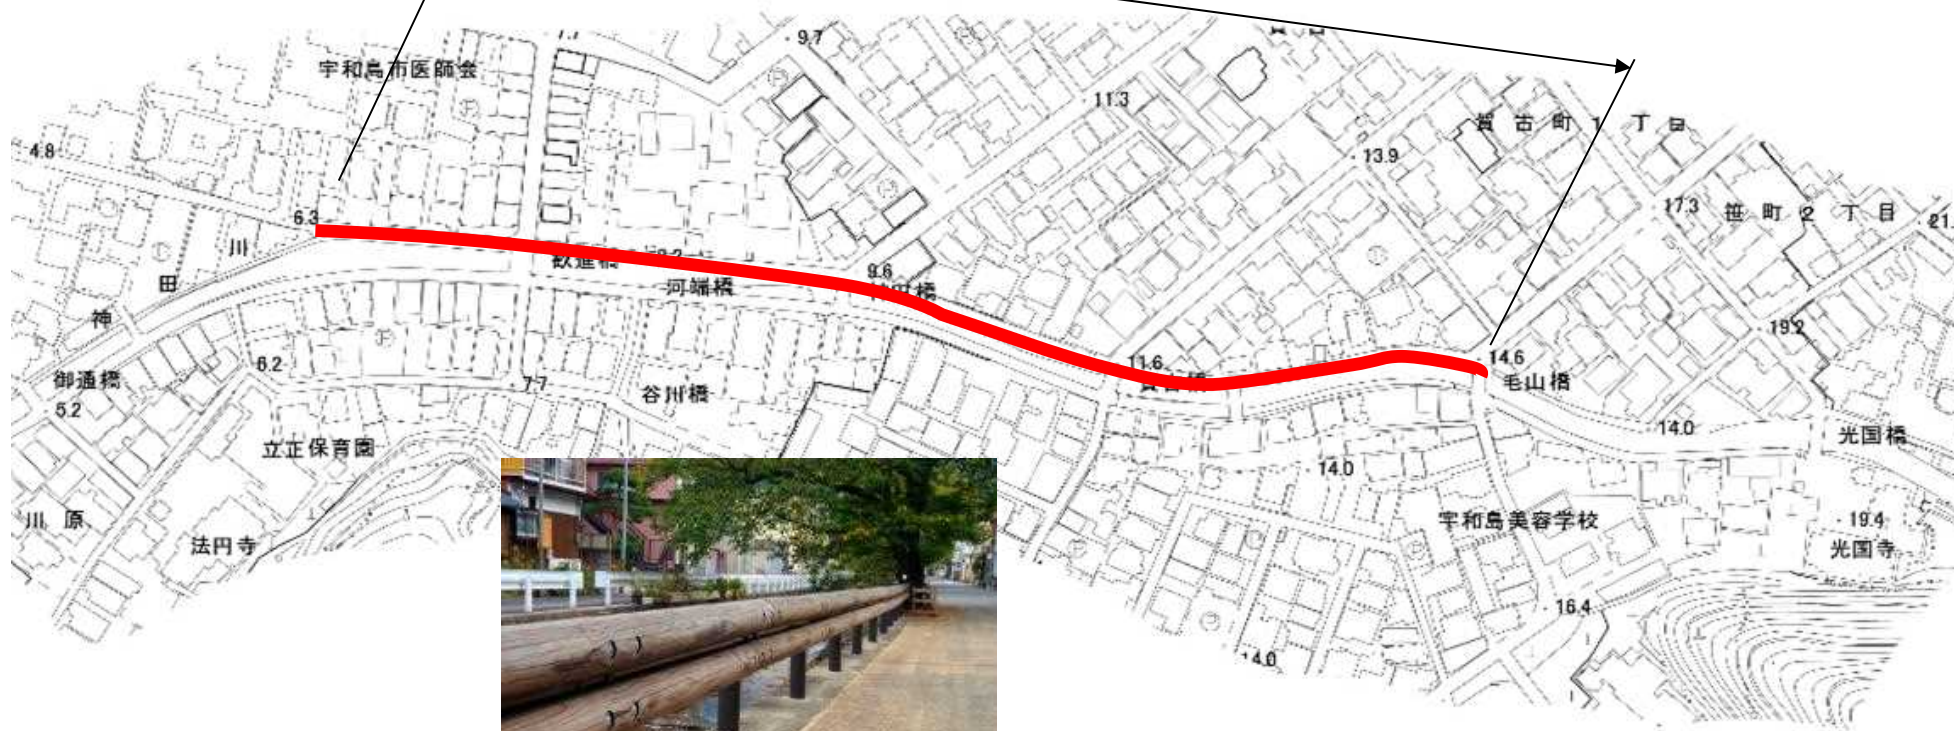 9.7
宇和島市医師会
11.3
賀古町1丁目
13.9
4.8
17.3
笹町2丁目
21.
6.3
川
歓進橋
田
9.6
河端橋
神
19.2
11.6
14.6
6.2
御通橋
7.7
毛山橋
谷川橋
5.2
14.0
光国橋
立正保育園
14.0
川原
宇和島美容学校
19.4
法円寺
光国寺
16.4
14.0